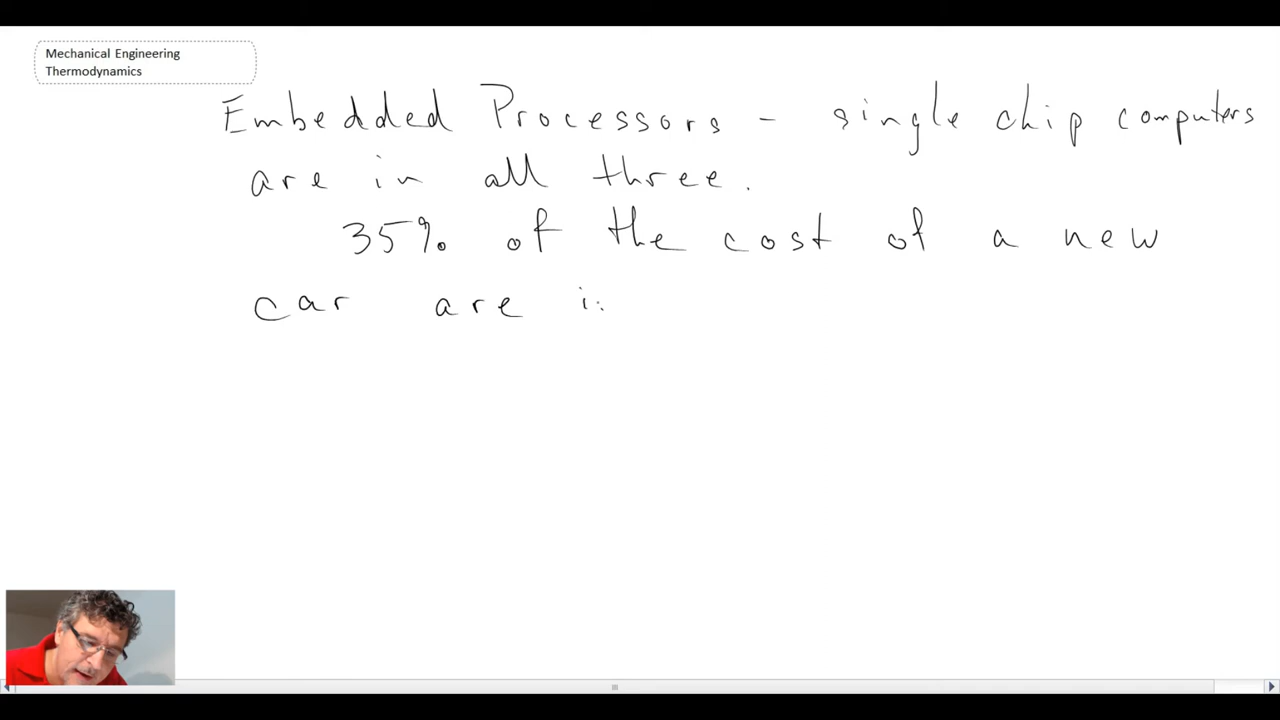 Mechanical Engineering
Thermodynamics
Embedded Processors - single chip computers
are in all three.
35% of the cost of a new
car are